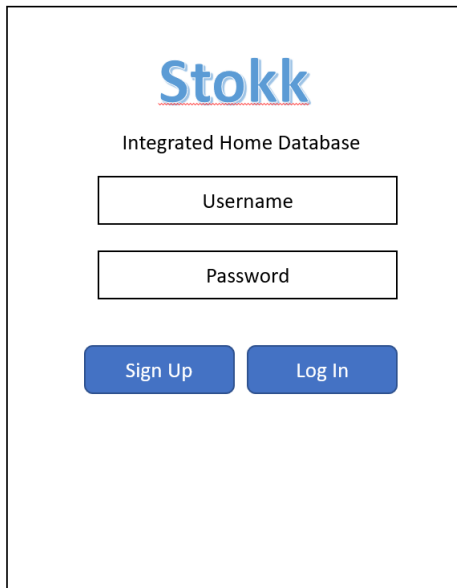 Stokk
Integrated Home Database
Username
Password
Sign Up
Log In